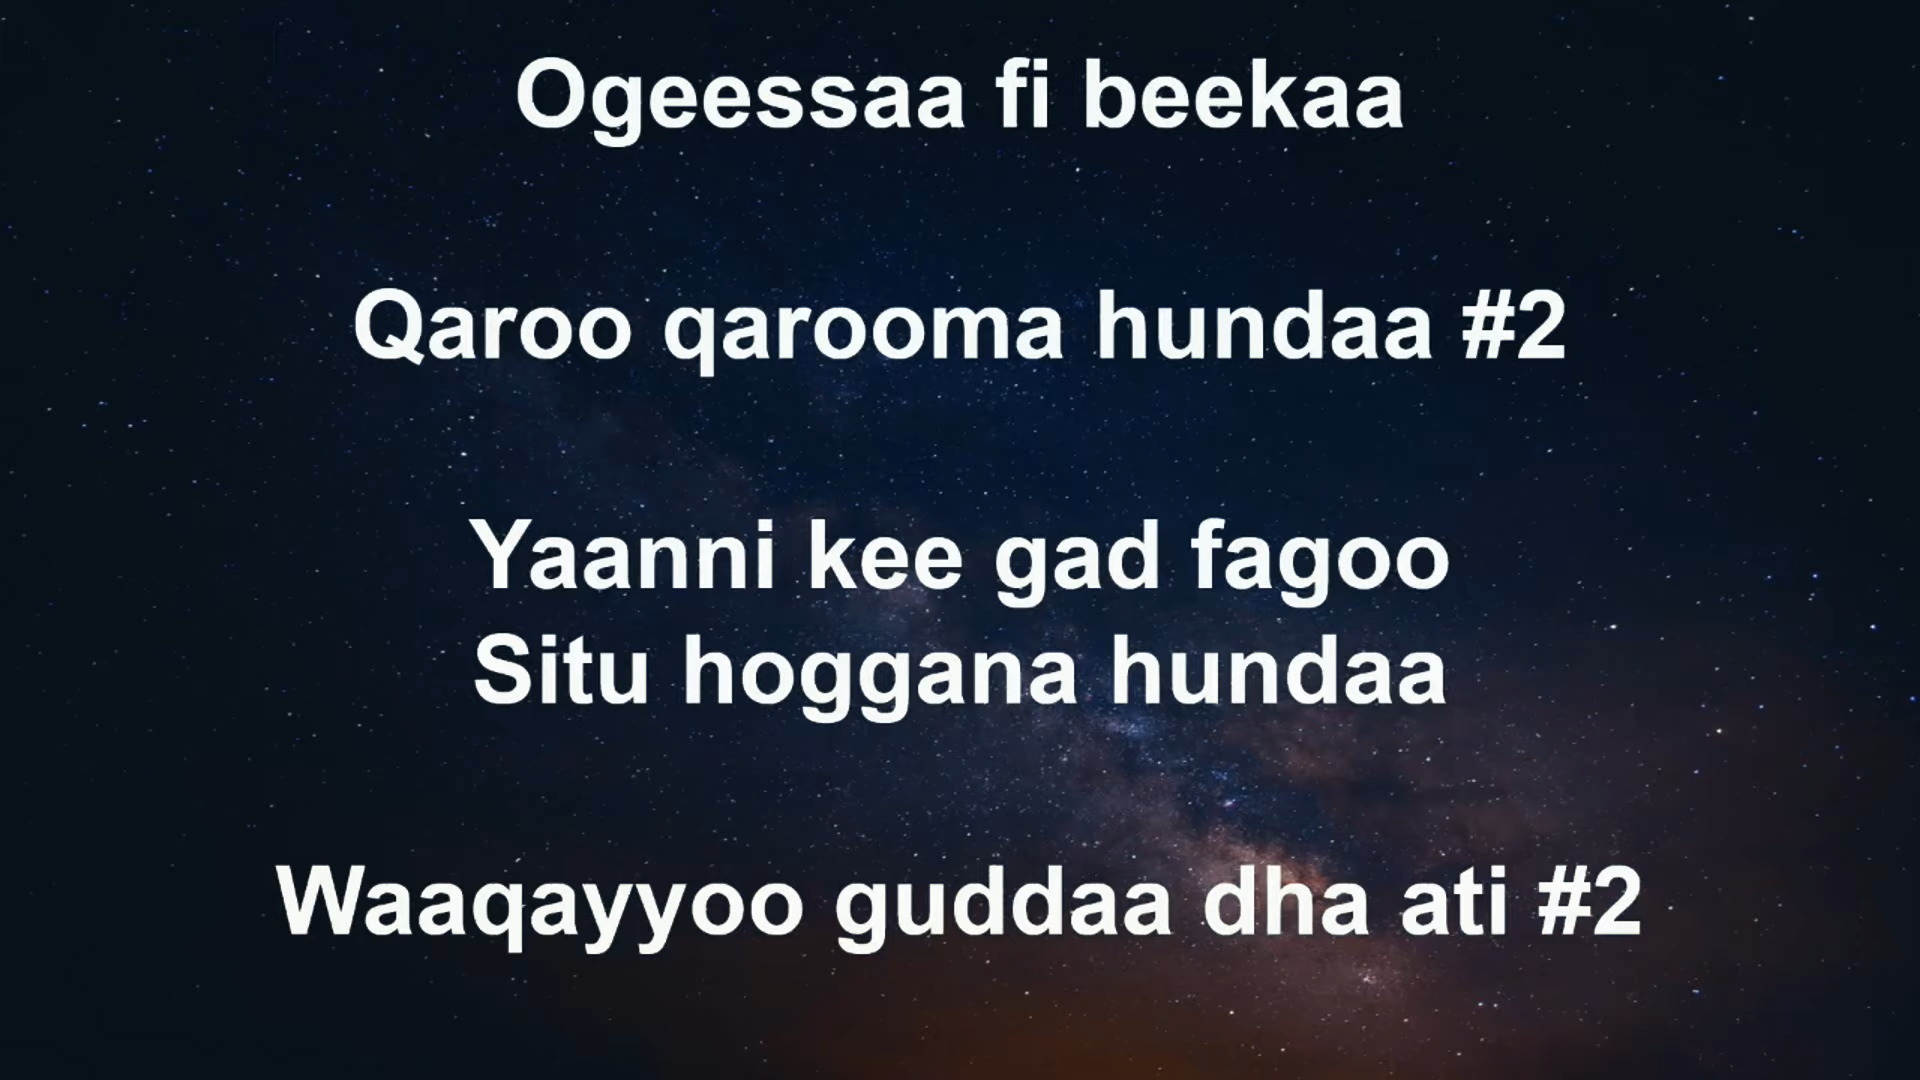 Ogeessaa fi beekaa
Qaroo qarooma hundaa #2
Yaanni kee gad fagoo
Situ hoggana hundaa
Waaqayyoo guddaa dha ati #2